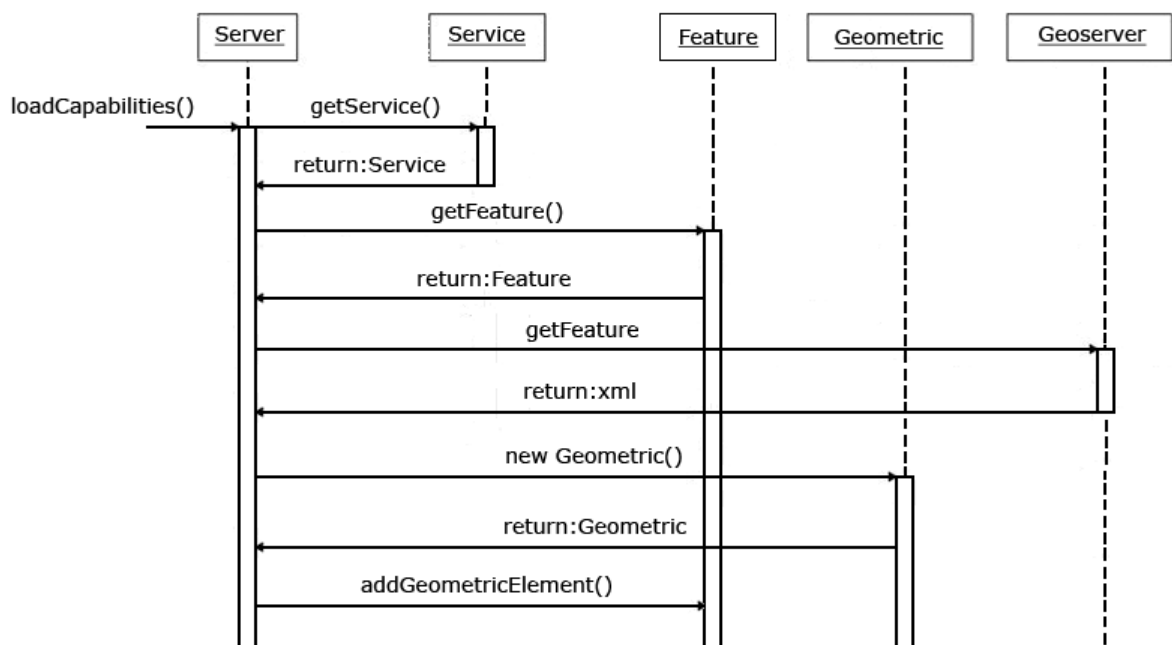 Server
Service
Feature
Geometric
Geoserver
loadCapabilities()
getService()
return:Service
getFeature()
return:Feature
getFeature
return:xml
new Geometric()
return:Geometric
addGeometricElement()